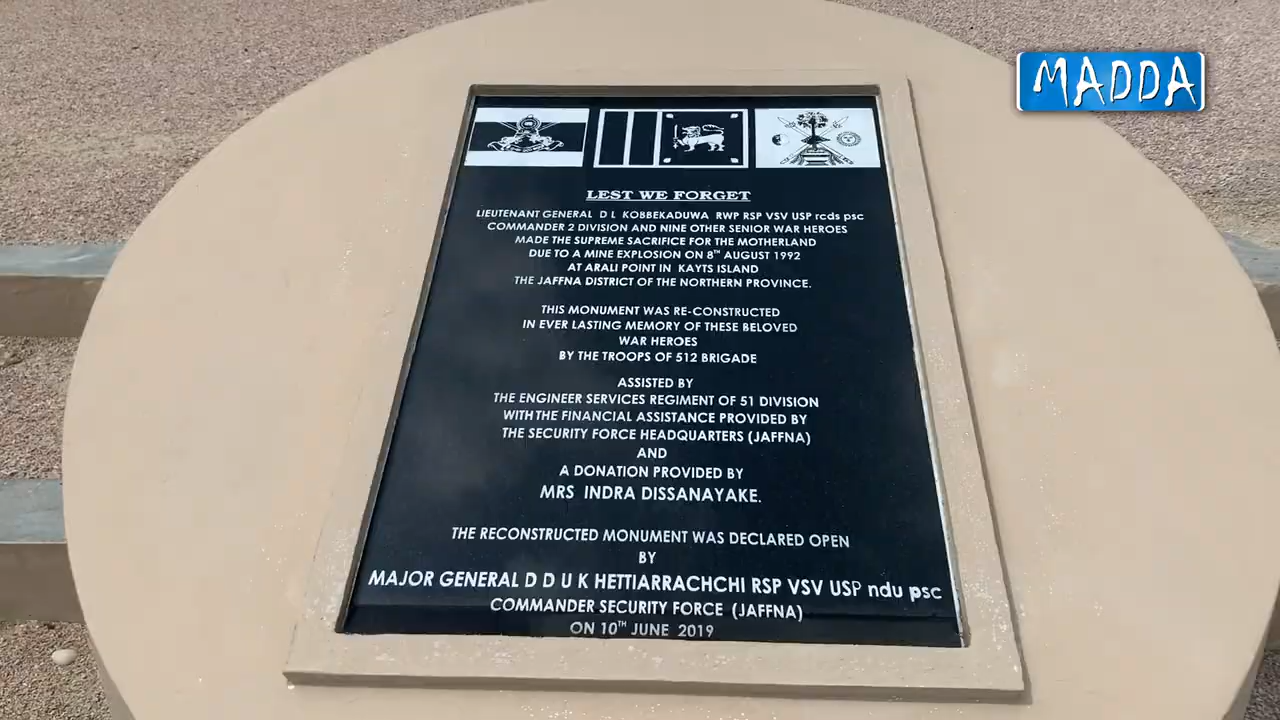 MADDA
LEST WE FORGET
LIEUTENANT GENERAL D L KOBBEKADUWA RWP RSP VSV USP rcds psc
COMMANDER 2 DIVISION AND NINE OTHER SENIOR WAR HEROES
MADE THE SUPREME SACRIFICE FOR THE MOTHERLAND
DUE TO A MINE EXPLOSION ON 8TH AUGUST 1992
AT ARALI POINT IN KAYTS ISLAND
THE JAFFNA DISTRICT OF THE NORTHERN PROVINCE.
THIS MONUMENT WAS RE-CONSTRUCTED
IN EVER LASTING MEMORY OF THESE BELOVED
WAR HEROES
BY THE TROOPS OF 512 BRIGADE
ASSISTED BY
THE ENGINEER SERVICES REGIMENT OF 51 DIVISION
WITH THE FINANCIAL ASSISTANCE PROVIDED BY
THE SECURITY FORCE HEADQUARTERS (JAFFNA)
AND
A DONATION PROVIDED BY
MRS INDRA DISSANAYAKE.
THE RECONSTRUCTED MONUMENT WAS DECLARED OPEN
BY
MAJOR GENERAL D D U K HETTIARRACHCHI RSP VSV USP ndu psc
COMMANDER SECURITY FORCE (JAFFNA)
ON 10TH JUNE 2019